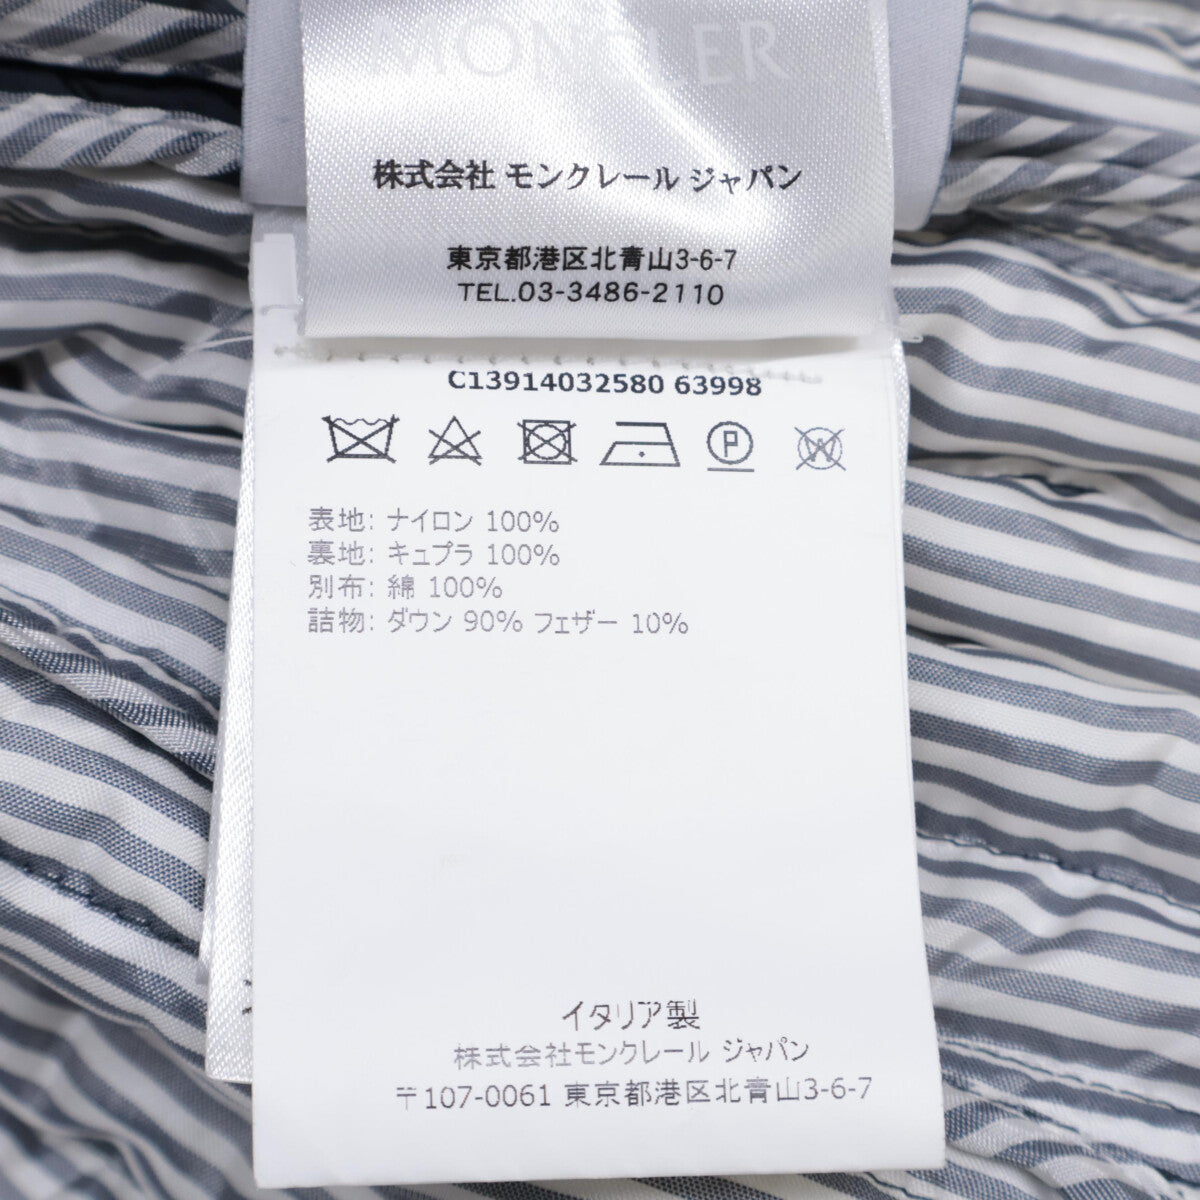 MONCLER
株式会社 モンクレール ジャパン
東京都港区北青山3-6-7
TEL.03-3486-2110
C13914032580 63998
P
W
表地: ナイロン 100%
裏地: キュプラ 100%
別布: 綿 100%
詰物: ダウン 90% フェザー 10%
イタリア製
株式会社モンクレール ジャパン
〒107-0061 東京都港区北青山3-6-7